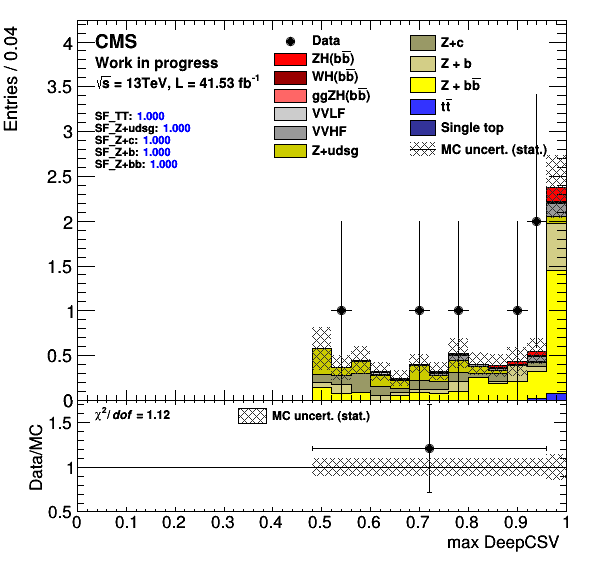 Entries / 0.04
4
3.5
3
2.5
2
1.5
1
0.5
0
CMS
Work in progress
√s = 13TeV, L = 41.53 fb⁻¹
SF_TT: 1.000
SF_Z+udsg: 1.000
SF_Z+c: 1.000
SF_Z+b: 1.000
SF_Z+bb: 1.000
Data
ZH(bb̅)
WH(bb̅)
ggZH(bb̅)
VVLF
VVHF
Z+udsg
Z+c
Z + b
Z + bb̅
tt̅
Single top
MC uncert. (stat.)
Data/MC
1.5
1
0.5
χ²/dof = 1.12
MC uncert. (stat.)
0 0.1 0.2 0.3 0.4 0.5 0.6 0.7 0.8 0.9 1
max DeepCSV